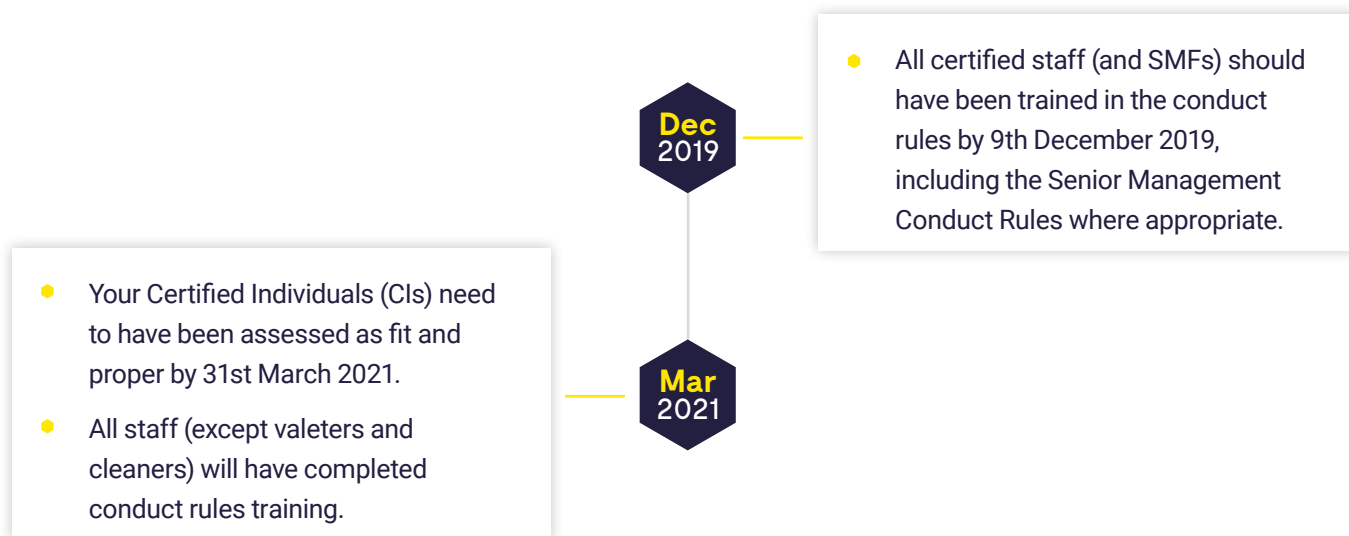 Dec
2019
All certified staff (and SMFs) should
have been trained in the conduct
rules by 9th December 2019,
including the Senior Management
Conduct Rules where appropriate.
Mar
2021
Your Certified Individuals (CIs) need
to have been assessed as fit and
proper by 31st March 2021.
All staff (except valeters and
cleaners) will have completed
conduct rules training.